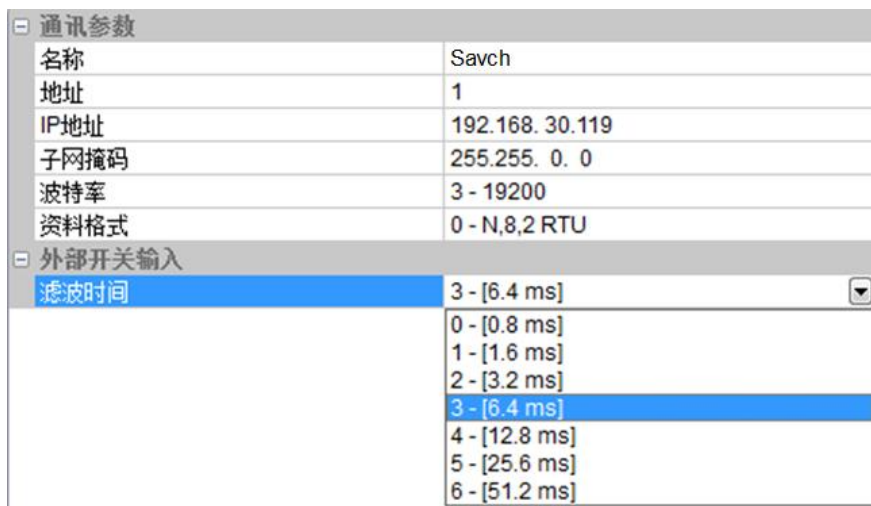 通讯参数
名称 Savch
地址 1
IP地址 192.168. 30.119
子网掩码 255.255. 0. 0
波特率 3 - 19200
资料格式 0 - N,8,2 RTU
外部开关输入
滤波时间 3 - [6.4 ms]
0 - [0.8 ms]
1 - [1.6 ms]
2 - [3.2 ms]
3 - [6.4 ms]
4 - [12.8 ms]
5 - [25.6 ms]
6 - [51.2 ms]